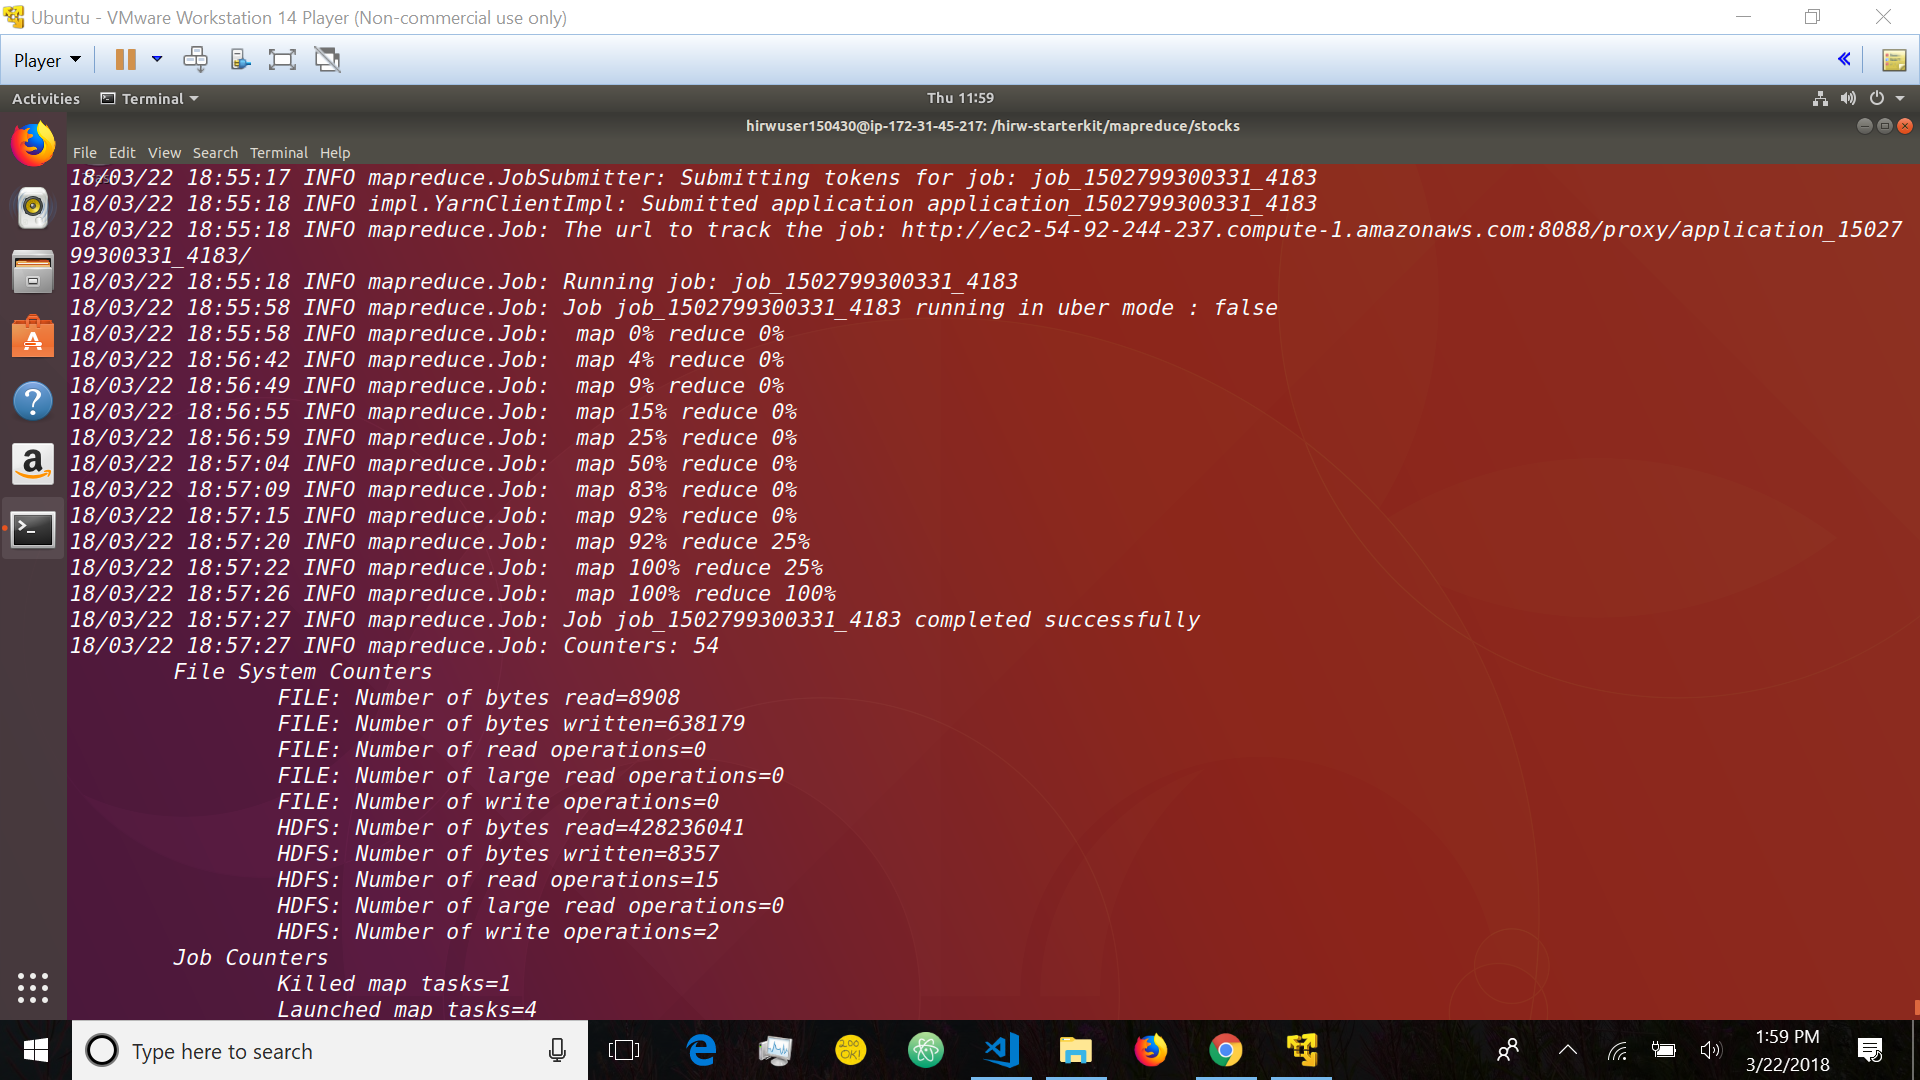 Ubuntu - VMware Workstation 14 Player (Non-commercial use only)
Player
Activities Terminal Thu 11:59
hirwuser150430@ip-172-31-45-217: /hirw-starterkit/mapreduce/stocks
File Edit View Search Terminal Help
18/03/22 18:55:17 INFO mapreduce.JobSubmitter: Submitting tokens for job: job_1502799300331_4183
18/03/22 18:55:18 INFO impl.YarnClientImpl: Submitted application application_1502799300331_4183
18/03/22 18:55:18 INFO mapreduce.Job: The url to track the job: http://ec2-54-92-244-237.compute-1.amazonaws.com:8088/proxy/application_15027
99300331_4183/
18/03/22 18:55:18 INFO mapreduce.Job: Running job: job_1502799300331_4183
18/03/22 18:55:58 INFO mapreduce.Job: Job job_1502799300331_4183 running in uber mode : false
18/03/22 18:55:58 INFO mapreduce.Job:  map 0% reduce 0%
18/03/22 18:56:42 INFO mapreduce.Job:  map 4% reduce 0%
18/03/22 18:56:49 INFO mapreduce.Job:  map 9% reduce 0%
18/03/22 18:56:55 INFO mapreduce.Job:  map 15% reduce 0%
18/03/22 18:56:59 INFO mapreduce.Job:  map 25% reduce 0%
18/03/22 18:57:04 INFO mapreduce.Job:  map 50% reduce 0%
18/03/22 18:57:09 INFO mapreduce.Job:  map 83% reduce 0%
18/03/22 18:57:15 INFO mapreduce.Job:  map 92% reduce 0%
18/03/22 18:57:20 INFO mapreduce.Job:  map 92% reduce 25%
18/03/22 18:57:22 INFO mapreduce.Job:  map 100% reduce 25%
18/03/22 18:57:26 INFO mapreduce.Job:  map 100% reduce 100%
18/03/22 18:57:27 INFO mapreduce.Job: Job job_1502799300331_4183 completed successfully
18/03/22 18:57:27 INFO mapreduce.Job: Counters: 54
File System Counters
FILE: Number of bytes read=8908
FILE: Number of bytes written=638179
FILE: Number of read operations=0
FILE: Number of large read operations=0
FILE: Number of write operations=0
HDFS: Number of bytes read=428236041
HDFS: Number of bytes written=8357
HDFS: Number of read operations=15
HDFS: Number of large read operations=0
HDFS: Number of write operations=2
Job Counters
Killed map tasks=1
Launched map tasks=4
Type here to search
200 OK!
1:59 PM
3/22/2018